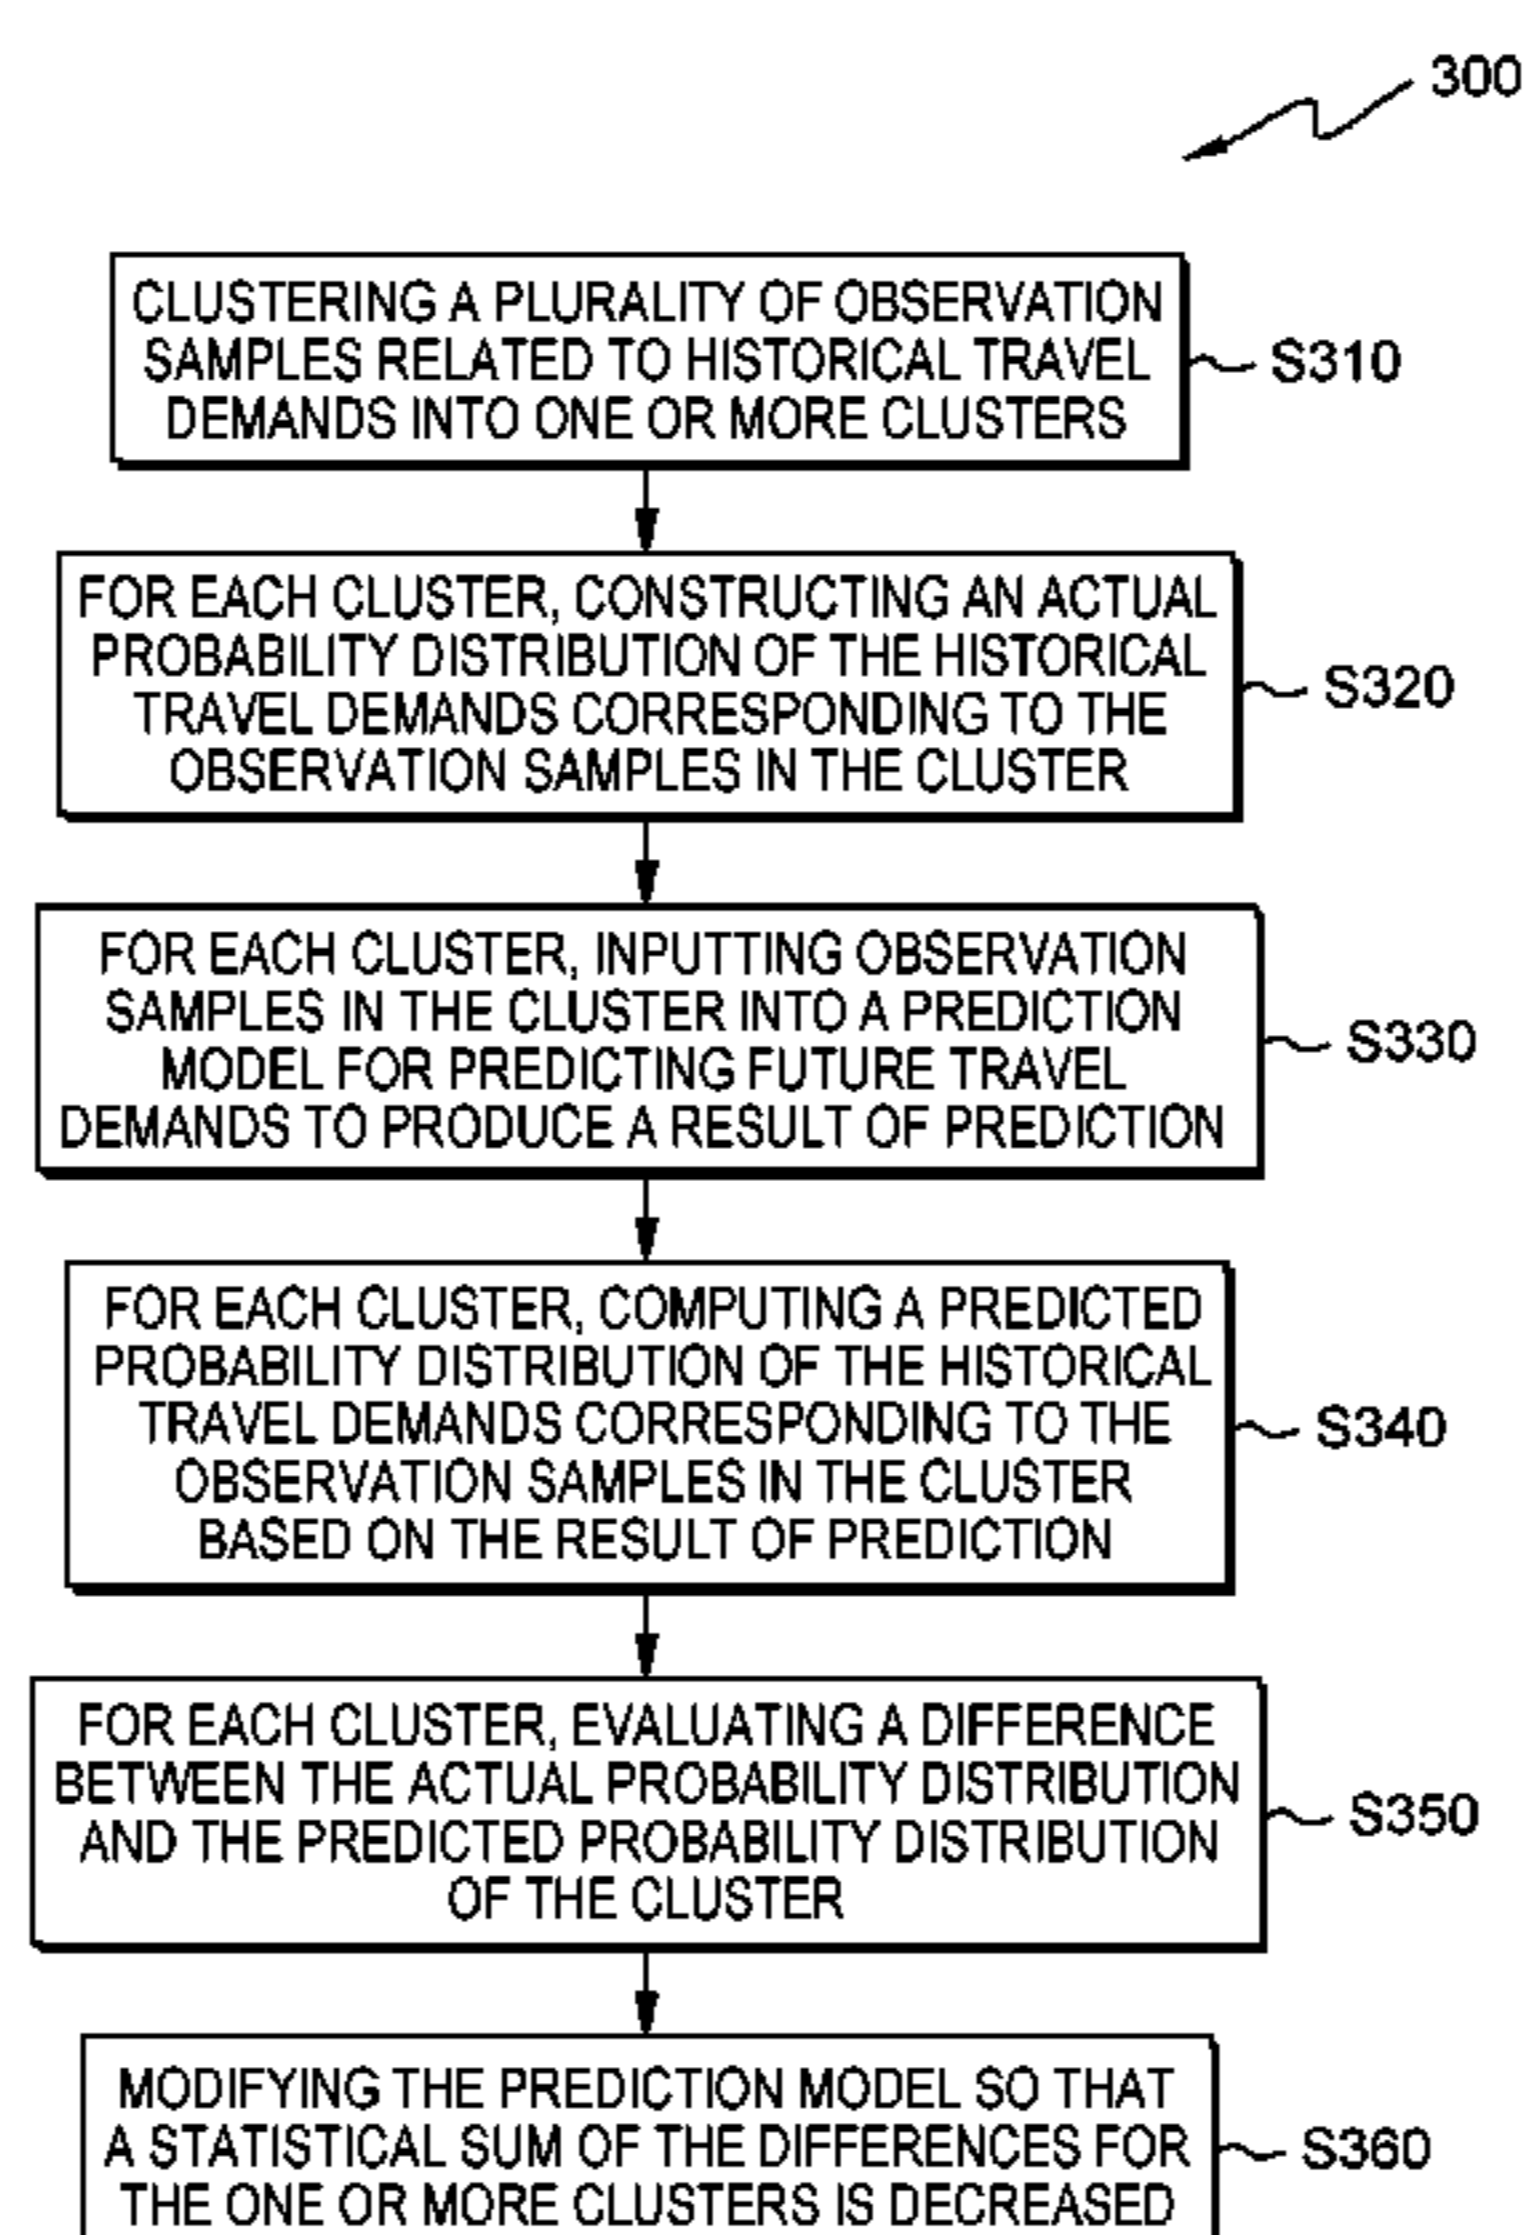 300
CLUSTERING A PLURALITY OF OBSERVATION
SAMPLES RELATED TO HISTORICAL TRAVEL
DEMANDS INTO ONE OR MORE CLUSTERS
S310
FOR EACH CLUSTER, CONSTRUCTING AN ACTUAL
PROBABILITY DISTRIBUTION OF THE HISTORICAL
TRAVEL DEMANDS CORRESPONDING TO THE
OBSERVATION SAMPLES IN THE CLUSTER
S320
FOR EACH CLUSTER, INPUTTING OBSERVATION
SAMPLES IN THE CLUSTER INTO A PREDICTION
MODEL FOR PREDICTING FUTURE TRAVEL
DEMANDS TO PRODUCE A RESULT OF PREDICTION
S330
FOR EACH CLUSTER, COMPUTING A PREDICTED
PROBABILITY DISTRIBUTION OF THE HISTORICAL
TRAVEL DEMANDS CORRESPONDING TO THE
OBSERVATION SAMPLES IN THE CLUSTER
BASED ON THE RESULT OF PREDICTION
S340
FOR EACH CLUSTER, EVALUATING A DIFFERENCE
BETWEEN THE ACTUAL PROBABILITY DISTRIBUTION
AND THE PREDICTED PROBABILITY DISTRIBUTION
OF THE CLUSTER
S350
MODIFYING THE PREDICTION MODEL SO THAT
A STATISTICAL SUM OF THE DIFFERENCES FOR
THE ONE OR MORE CLUSTERS IS DECREASED
S360